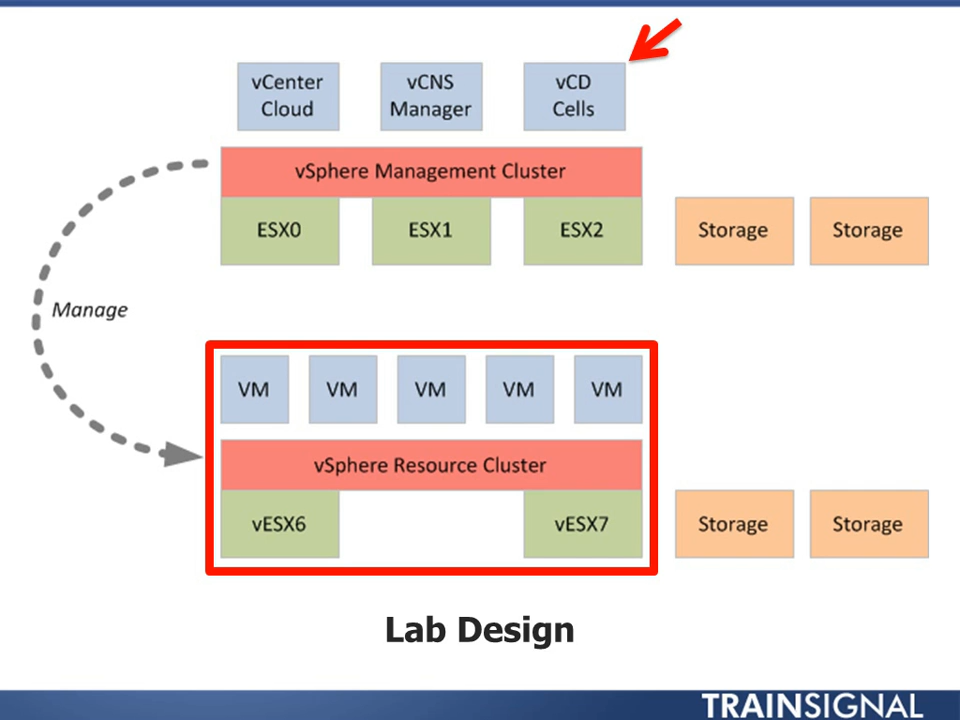 vCenter
Cloud
vCNS
Manager
vCD
Cells
vSphere Management Cluster
ESX0
ESX1
ESX2
Storage
Storage
Manage
VM
VM
VM
VM
VM
vSphere Resource Cluster
vESX6
vESX7
Storage
Storage
Lab Design
TRAINSIGNAL